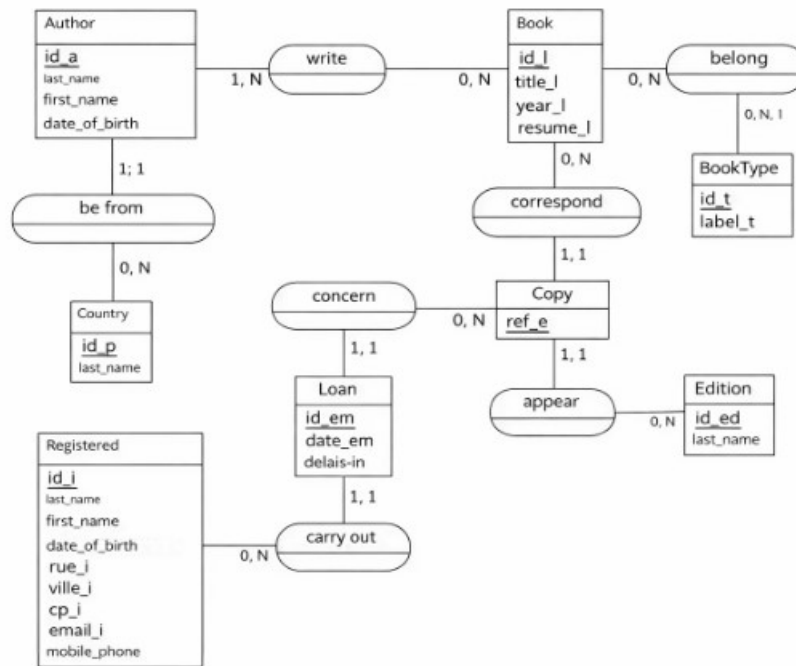 Author
id_a
last_name
first_name
date_of_birth
1, N
write
0, N
Book
id_l
title_l
year_l
resume_l
0, N
belong
0, N, l
BookType
id_t
label_t
1; 1
be from
0, N
Country
id_p
last_name
0, N
correspond
1, 1
Copy
ref_e
concern
0, N
1, 1
Loan
id_em
date_em
delais-in
1, 1
appear
0, N
Edition
id_ed
last_name
Registered
id_i
last_name
first_name
date_of_birth
rue_i
ville_i
cp_i
email_i
mobile_phone
0, N
carry out
1, 1